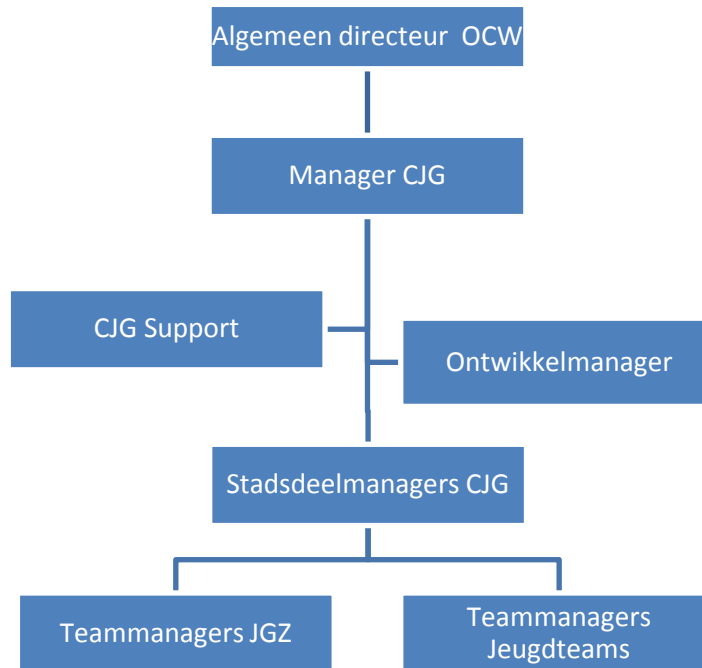 Algemeen directeur OCW
Manager CJG
CJG Support
Ontwikkelmanager
Stadsdeelmanagers CJG
Teammanagers JGZ
Teammanagers
Jeugdteams